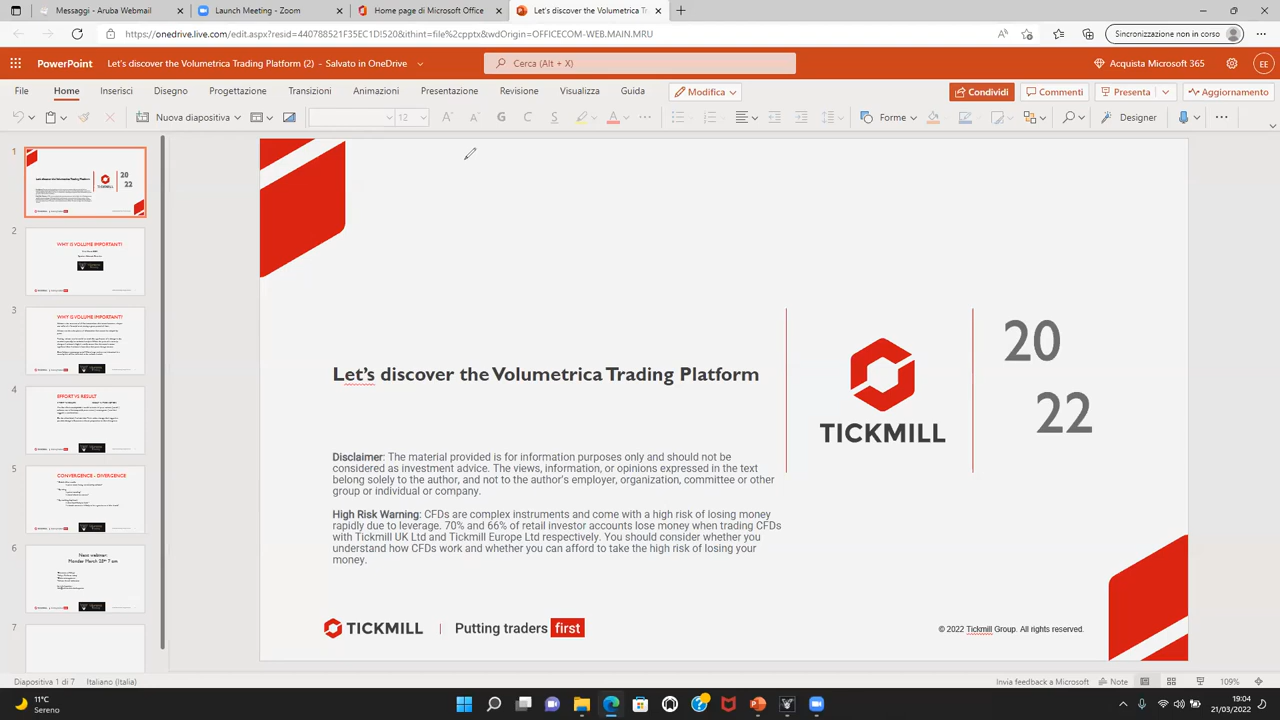 Messaggi - Aruba Webmail
Launch Meeting - Zoom
Home page di Microsoft Office
Let's discover the Volumetrica Tr
https://onedrive.live.com/edit.aspx?resid=440788521F35EC1D!520&ithint=file%2cpptx&wdOrigin=OFFICECOM-WEB.MAIN.MRU
Sincronizzazione non in corso
PowerPoint
Let's discover the Volumetrica Trading Platform (2) - Salvato in OneDrive
Cerca (Alt + X)
Acquista Microsoft 365
EE
File
Home
Inserisci
Disegno
Progettazione
Transizioni
Animazioni
Presentazione
Revisione
Visualizza
Guida
Modifica
Condividi
Commenti
Presenta
Aggiornamento
Nuova diapositiva
12
G
C
S
Forme
Designer
1
2
WHY IS VOLUME IMPORTANT?
3
WHY IS VOLUME IMPORTANT?
4
EFFORT VS RESULT
5
CONVERGENCE - DIVERGENCE
6
Next webinar:
Monday March 28th 7 am
7
20
22
Let's discover the Volumetrica Trading Platform
TICKMILL
Disclaimer: The material provided is for information purposes only and should not be
considered as investment advice. The views, information, or opinions expressed in the text
belong solely to the author, and not to the author's employer, organization, committee or other
group or individual or company.
High Risk Warning: CFDs are complex instruments and come with a high risk of losing money
rapidly due to leverage. 70% and 66% of retail investor accounts lose money when trading CFDs
with Tickmill UK Ltd and Tickmill Europe Ltd respectively. You should consider whether you
understand how CFDs work and whether you can afford to take the high risk of losing your
money.
TICKMILL | Putting traders first
© 2022 Tickmill Group. All rights reserved.
Diapositiva 1 di 7
Italiano (Italia)
Invia feedback a Microsoft
Note
109%
11°C
Sereno
19:04
21/03/2022